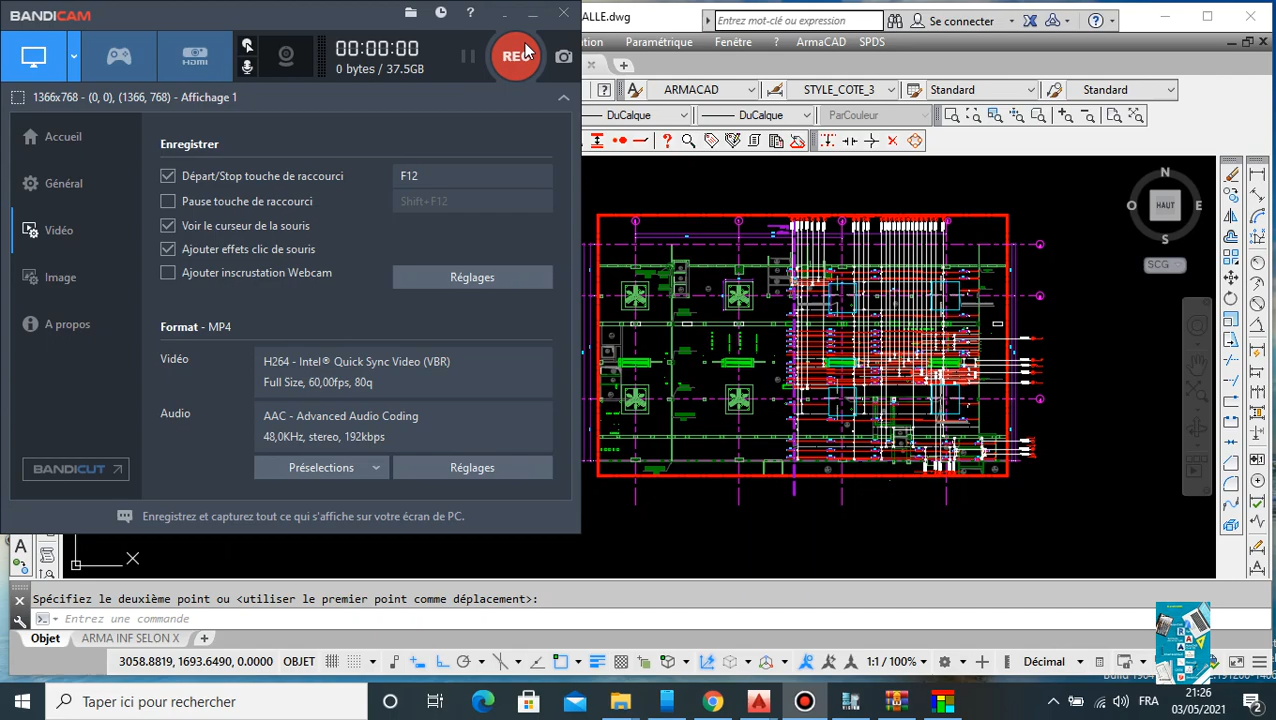 BANDICAM
ALLE.dwg
Entrez mot-clé ou expression
Se connecter
00:00:00
REC
0 bytes / 37.5GB
Paramétrique Fenêtre ? ArmaCAD SPDS
1366x768 - (0, 0), (1366, 768) - Affichage 1
ARMACAD STYLE_COTE_3 Standard Standard
DuCalque DuCalque ParCouleur
Accueil
Général
Vidéo
Image
A propos
BANDICUT
Enregistrer
Départ/Stop touche de raccourci F12
Pause touche de raccourci Shift+F12
Voir le curseur de la souris
Ajouter effets clic de souris
Ajouter inscrustation Webcam Réglages
Format - MP4
Vidéo
H264 - Intel® Quick Sync Video (VBR)
Full Size, 60,00fps, 80q
Audio
AAC - Advanced Audio Coding
48,0KHz, stereo, 192kbps
Préselections Réglages
Enregistrez et capturez tout ce qui s'affiche sur votre écran de PC.
N
O HAUT E
S
SCG
Spécifiez le deuxième point ou <utiliser le premier point comme déplacement>:
Entrez une commande
Objet ARMA INF SELON X
3058.8819, 1693.6490, 0.0000 OBJET 1:1 / 100% Décimal
Taper ici pour rechercher
FRA
21:26
03/05/2021
2